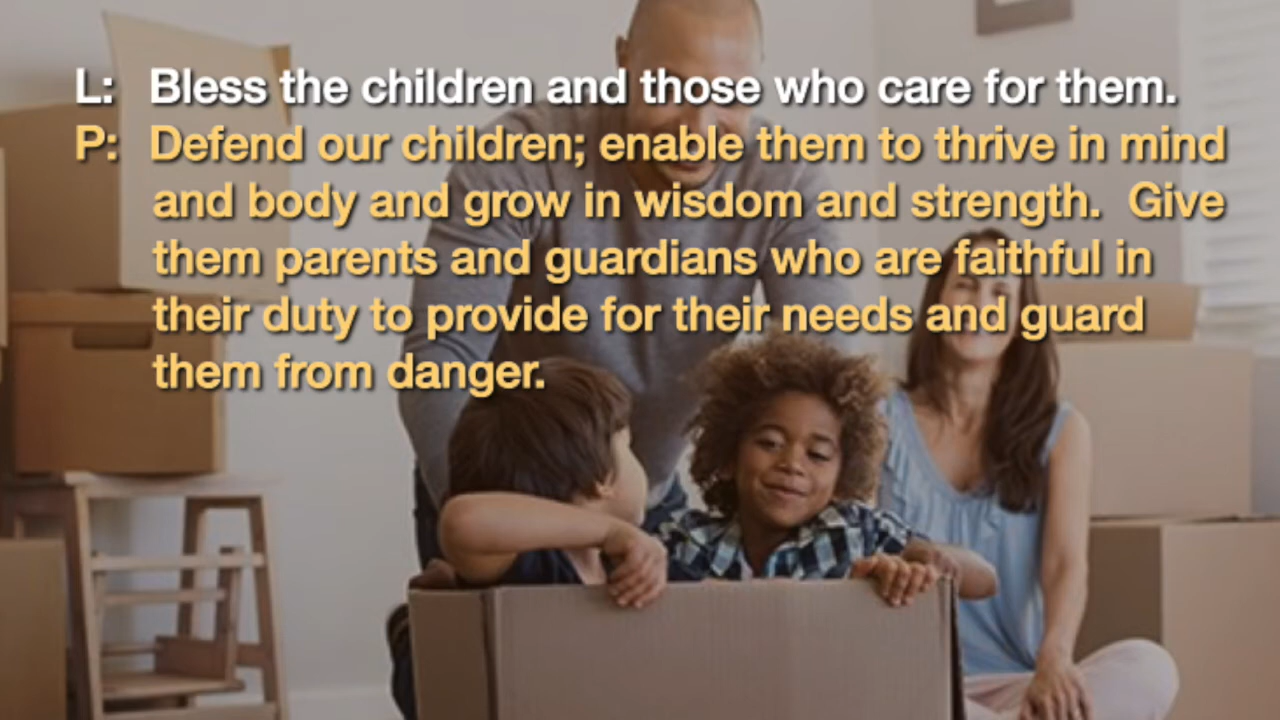 L: Bless the children and those who care for them.
P: Defend our children; enable them to thrive in mind
and body and grow in wisdom and strength. Give
them parents and guardians who are faithful in
their duty to provide for their needs and guard
them from danger.